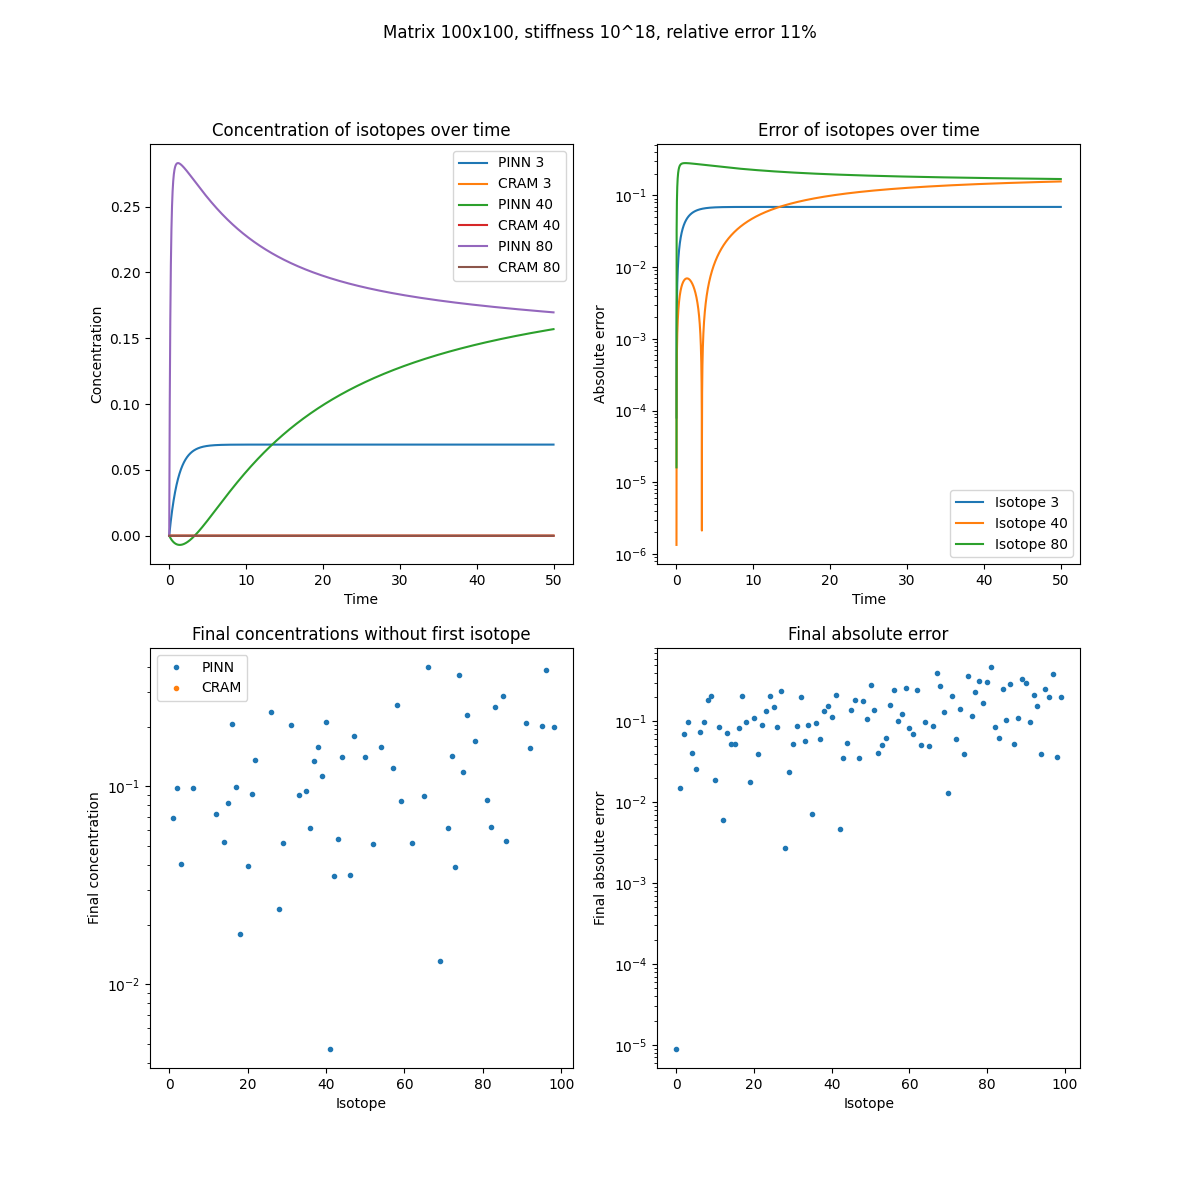 Matrix 100x100, stiffness 10^18, relative error 11%
Concentration of isotopes over time
PINN 3
CRAM 3
PINN 40
CRAM 40
PINN 80
CRAM 80
Concentration
0.25
0.20
0.15
0.10
0.05
0.00
0 10 20 30 40 50
Time
Error of isotopes over time
Absolute error
10⁻¹
10⁻²
10⁻³
10⁻⁴
10⁻⁵
10⁻⁶
Isotope 3
Isotope 40
Isotope 80
0 10 20 30 40 50
Time
Final concentrations without first isotope
PINN
CRAM
Final concentration
10⁻¹
10⁻²
0 20 40 60 80 100
Isotope
Final absolute error
Final absolute error
10⁻¹
10⁻²
10⁻³
10⁻⁴
10⁻⁵
0 20 40 60 80 100
Isotope